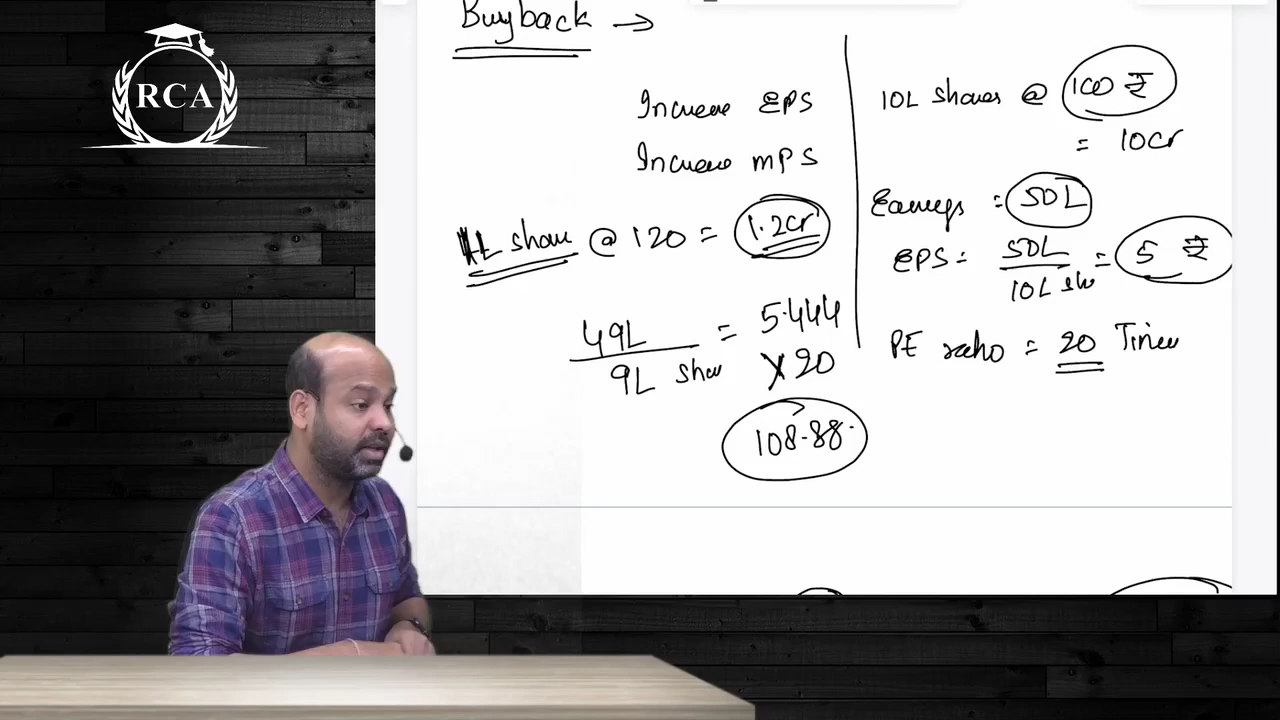 RCA
Buyback →
Increase EPS
Increase MPS
1L share @ 120 = 1.2cr
49L
9L Share
= 5.444
X 20
108.88
10L Shares @ 100 ₹
= 10cr
Earnings = 50L
EPS = 50L / 10L sha = 5 ₹
PE ratio = 20 Times